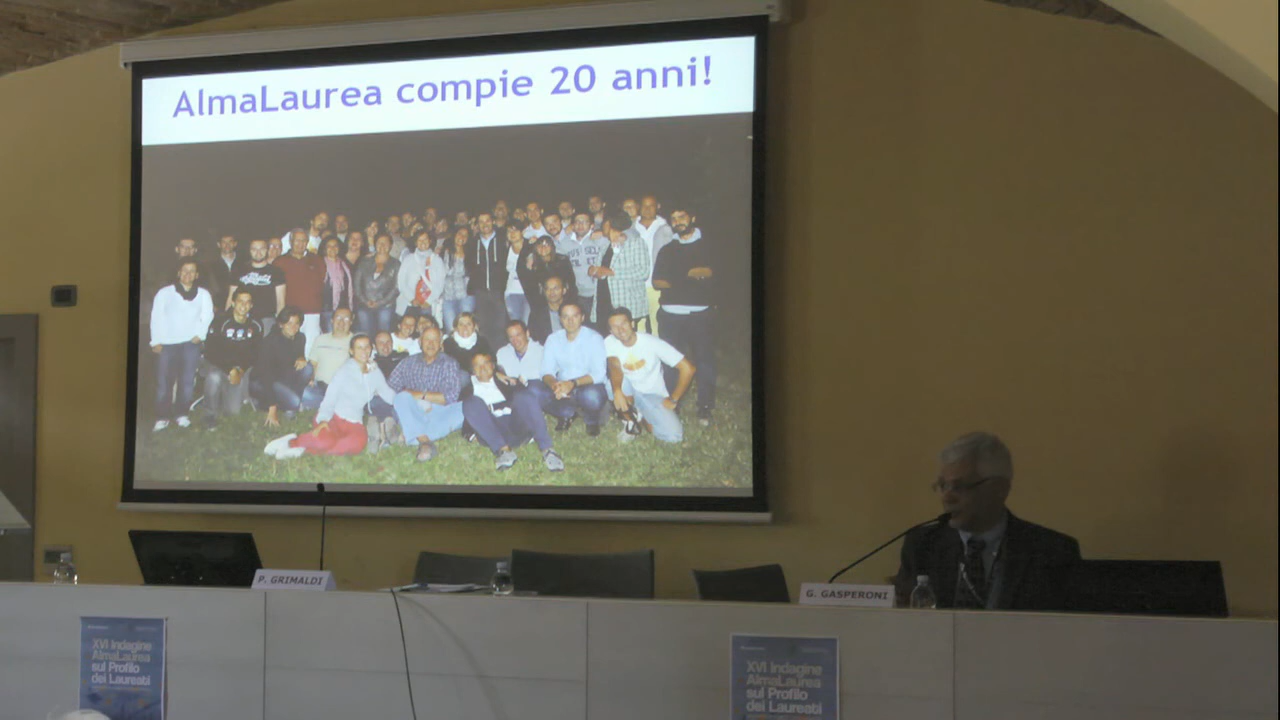 AlmaLaurea compie 20 anni!
P. GRIMALDI
G. GASPERONI
XVI Indagine
AlmaLaurea
sul Profilo
dei Laureati
XVI Indagine
AlmaLaurea
sul Profilo
dei Laureati